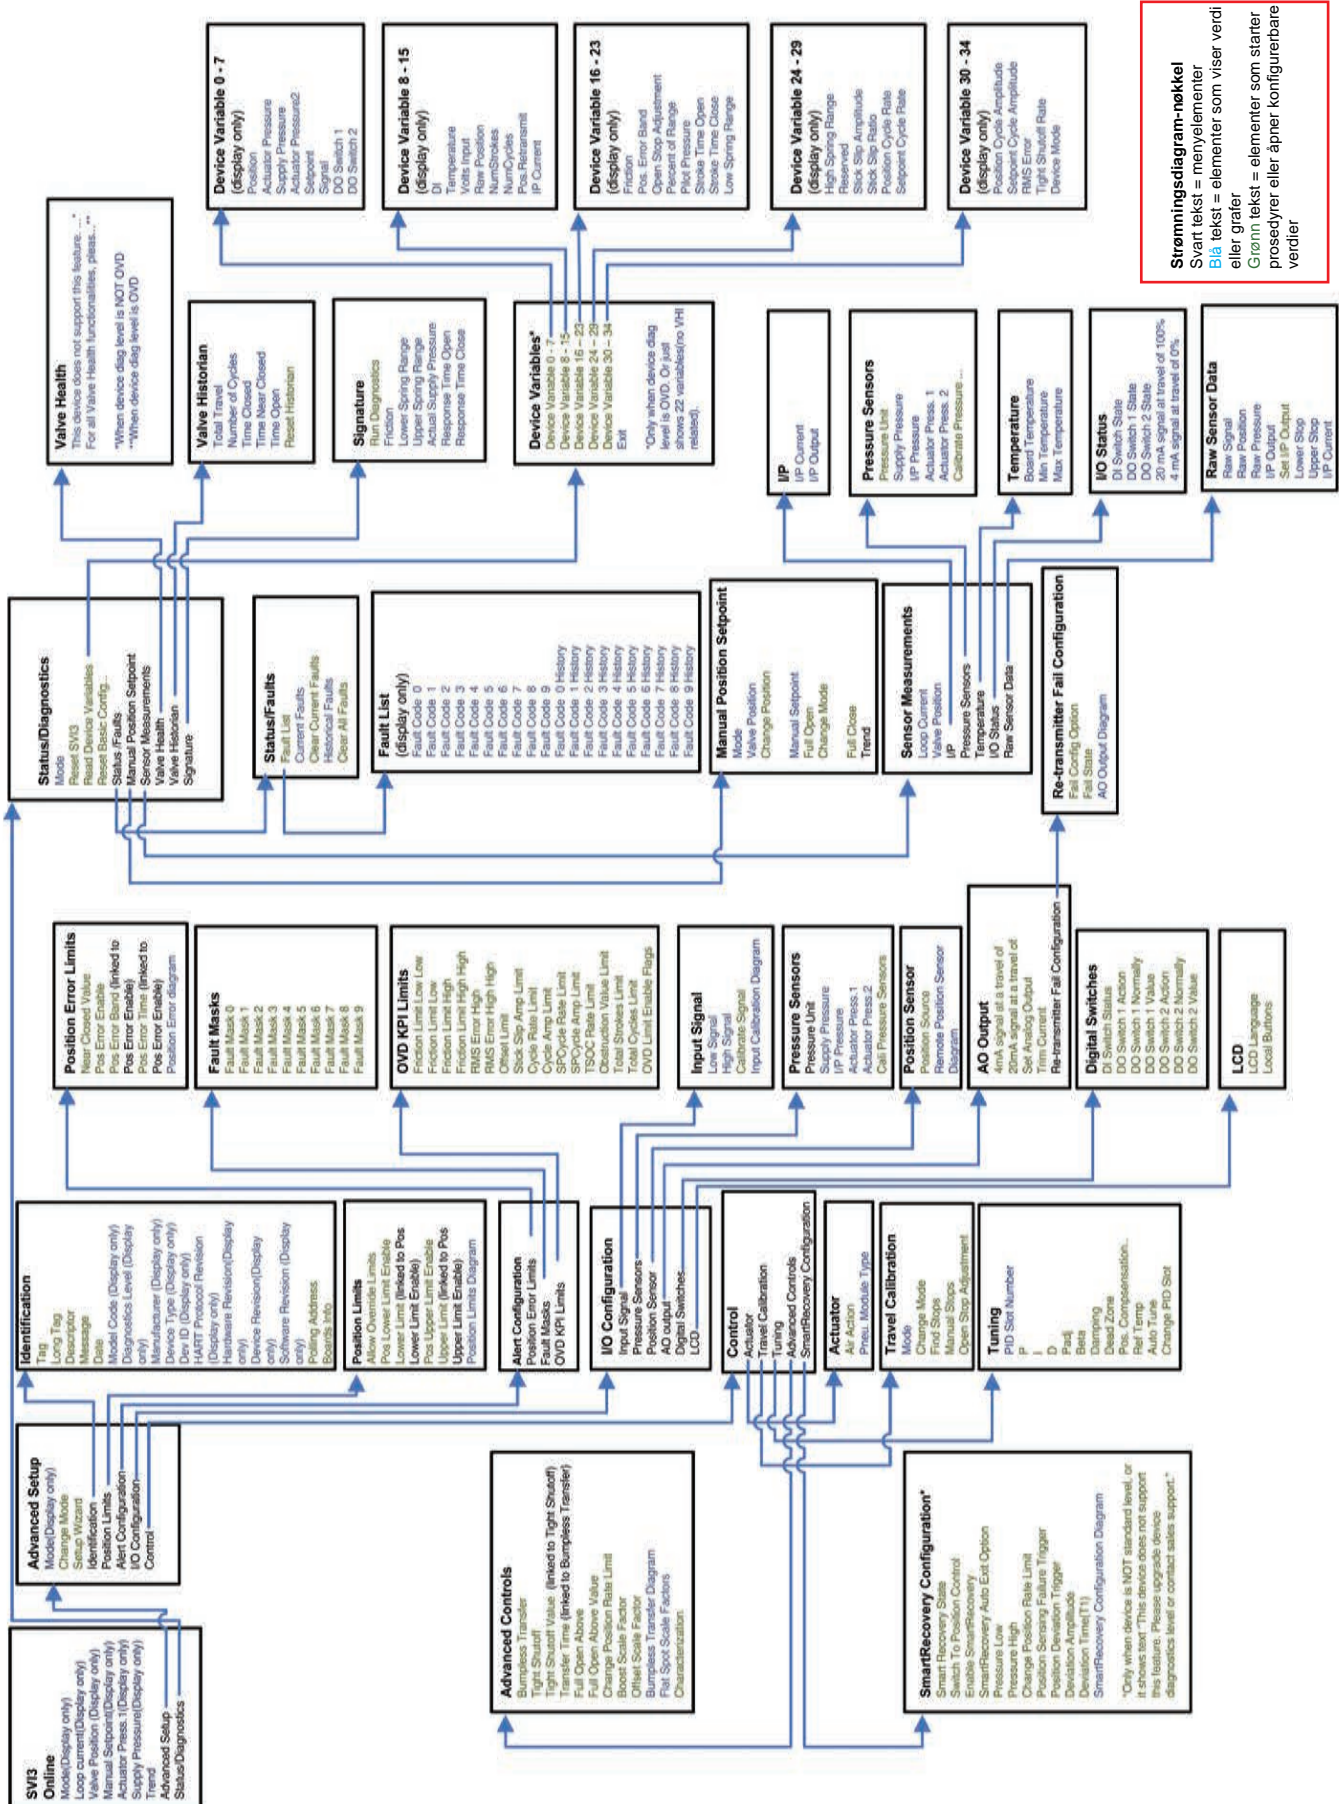 SVI3
Online
Mode(Display only)
Loop current(Display only)
Valve Position (Display only)
Manual Setpoint(Display only)
Actuator Press.1(Display only)
Supply Pressure(Display only)
Trend
Advanced Setup
Status/Diagnostics
Advanced Setup
Mode(Display only)
Change Mode
Setup Wizard
Identification
Position Limits
Alert Configuration
I/O Configuration
Control
Advanced Controls
Bumpless Transfer
Tight Shutoff
Tight Shutoff Value (linked to Tight Shutoff)
Transfer Time (linked to Bumpless Transfer)
Full Open Above
Full Open Above Value
Change Position Rate Limit
Boost Scale Factor
Offset Scale Factor
Bumpless Transfer Diagram
Flat Spot Scale Factors
Characterization
SmartRecovery Configuration*
Smart Recovery State
Switch To Position Control
Enable SmartRecovery
SmartRecovery Auto Exit Option
Pressure Low
Pressure High
Change Position Rate Limit
Position Sensing Failure Trigger
Position Deviation Trigger
Deviation Amplitude
Deviation Time(T1)
SmartRecovery Configuration Diagram
*Only when device is NOT standard level, or
it shows text "This device does not support
this feature. Please upgrade device
diagnostics level or contact sales support."
Identification
Tag
Long Tag
Descriptor
Message
Date
Model Code (Display only)
Diagnostics Level (Display
only)
Manufacturer (Display only)
Device Type (Display only)
Dev ID (Display only)
HART Protocol Revision
(Display only)
Hardware Revision(Display
only)
Device Revision(Display
only)
Software Revision (Display
only)
Polling Address
Boards Info
Position Limits
Allow Override Limits
Pos Lower Limit Enable
Lower Limit (linked to Pos
Lower Limit Enable)
Pos Upper Limit Enable
Upper Limit (linked to Pos
Upper Limit Enable)
Position Limits Diagram
Alert Configuration
Position Error Limits
Fault Masks
OVD KPI Limits
I/O Configuration
Input Signal
Pressure Sensors
Position Sensor
AO output
Digital Switches
LCD
Control
Actuator
Travel Calibration
Tuning
Advanced Controls
SmartRecovery Configuration
Actuator
Air Action
Pneu. Module Type
Travel Calibration
Mode
Change Mode
Find Stops
Manual Stops
Open Stop Adjustment
Tuning
PID Slot Number
P
I
D
Padj
Beta
Damping
Dead Zone
Pos. Compsensation..
Ref Temp
Auto Tune
Change PID Slot
Position Error Limits
Near Closed Value
Pos Error Enable
Pos Error Band (linked to
Pos Error Enable)
Pos Error Time (linked to
Pos Error Enable)
Position Error diagram
Fault Masks
Fault Mask 0
Fault Mask 1
Fault Mask 2
Fault Mask 3
Fault Mask 4
Fault Mask 5
Fault Mask 6
Fault Mask 7
Fault Mask 8
Fault Mask 9
OVD KPI Limits
Friction Limit Low Low
Friction Limit Low
Friction Limit High
Friction Limit High High
RMS Error High
RMS Error High High
Offset Limit
Stick Slip Amp Limit
Cycle Rate Limit
Cycle Amp Limit
SPCycle Rate Limit
SPCycle Amp Limit
TSOC Rate Limit
Obstruction Value Limit
Total Strokes Limit
Total Cycles Limit
OVD Limit Enable Flags
Input Signal
Low Signal
High Signal
Calibrate Signal
Input Calibration Diagram
Pressure Sensors
Pressure Unit
Supply Pressure
I/P Pressure
Actuator Press.1
Actuator Press.2
Cali Pressure Sensors
Position Sensor
Position Source
Remote Position Sensor
Diagram
AO Output
4mA signal at a travel of
20mA signal at a travel of
Set Analog Output
Trim Current
Re-transmitter Fail Configuration
Digital Switches
DI Switch Status
DO Switch 1 Action
DO Switch 1 Normally
DO Switch 1 Value
DO Switch 2 Action
DO Switch 2 Normally
DO Switch 2 Value
LCD
LCD Language
Local Buttons
Status/Diagnostics
Mode
Reset SVI3
Read Device Variables
Reset Basic Config...
Status /Faults
Manual Position Setpoint
Sensor Measurements
Valve Health
Valve Historian
Signature
Status/Faults
Fault List
Current Faults
Clear Current Faults
Historical Faults
Clear All Faults
Fault List
(display only)
Fault Code 0
Fault Code 1
Fault Code 2
Fault Code 3
Fault Code 4
Fault Code 5
Fault Code 6
Fault Code 7
Fault Code 8
Fault Code 9
Fault Code 0 History
Fault Code 1 History
Fault Code 2 History
Fault Code 3 History
Fault Code 4 History
Fault Code 5 History
Fault Code 6 History
Fault Code 7 History
Fault Code 8 History
Fault Code 9 History
Manual Position Setpoint
Mode
Valve Position
Change Position
Manual Setpoint
Full Open
Change Mode
Full Close
Trend
Sensor Measurements
Loop Current
Valve Position
I/P
Pressure Sensors
Temperature
I/O Status
Raw Sensor Data
Re-transmitter Fail Configuration
Fail Config Option
Fail State
AO Output Diagram
Valve Health
This device does not support this feature. ...*
For all Valve Health functionalities, pleas...**
*When device diag level is NOT OVD
**When device diag level is OVD
Valve Historian
Total Travel
Number of Cycles
Time Closed
Time Near Closed
Time Open
Reset Historian
Signature
Run Diagnostics
Friction
Lower Spring Range
Upper Spring Range
Actual Supply Pressure
Response Time Open
Response Time Close
Device Variables*
Device Variable 0 - 7
Device Variable 8 - 15
Device Variable 16 – 23
Device Variable 24 – 29
Device Variable 30 – 34
Exit
*Only when device diag
level is OVD. Or just
shows 22 variables(no VHI
related).
I/P
I/P Current
I/P Output
Pressure Sensors
Pressure Unit
Supply Pressure
I/P Pressure
Actuator Press. 1
Actuator Press. 2
Calibrate Pressure ...
Temperature
Board Temperature
Min Temperature
Max Temperature
I/O Status
DI Switch State
DO Switch 1 State
DO Switch 2 State
20 mA signal at travel of 100%
4 mA signal at travel of 0%
Raw Sensor Data
Raw Signal
Raw Position
Raw Pressure
I/P Output
Set I/P Output
Lower Stop
Upper Stop
I/P Current
Device Variable 0 - 7
(display only)
Position
Actuator Pressure
Supply Pressure
Actuator Pressure2
Setpoint
Signal
DO Switch 1
DO Switch 2
Device Variable 8 - 15
(display only)
DI
Temperature
Volts Input
Raw Position
NumStrokes
NumCycles
Pos.Retransmit
IP Current
Device Variable 16 - 23
(display only)
Friction
Pos. Error Band
Open Stop Adjustment
Percent of Range
Pilot Pressure
Stroke Time Open
Stroke Time Close
Low Spring Range
Device Variable 24 - 29
(display only)
High Spring Range
Reserved
Stick Slip Amplitude
Stick Slip Ratio
Position Cycle Rate
Setpoint Cycle Rate
Device Variable 30 - 34
(display only)
Position Cycle Amplitude
Setpoint Cycle Amplitude
RMS Error
Tight Shutoff Rate
Device Mode
Strømningsdiagram-nøkkel
Svart tekst = menyelementer
Blå tekst = elementer som viser verdi
eller grafer
Grønn tekst = elementer som starter
prosedyrer eller åpner konfigurerbare
verdier